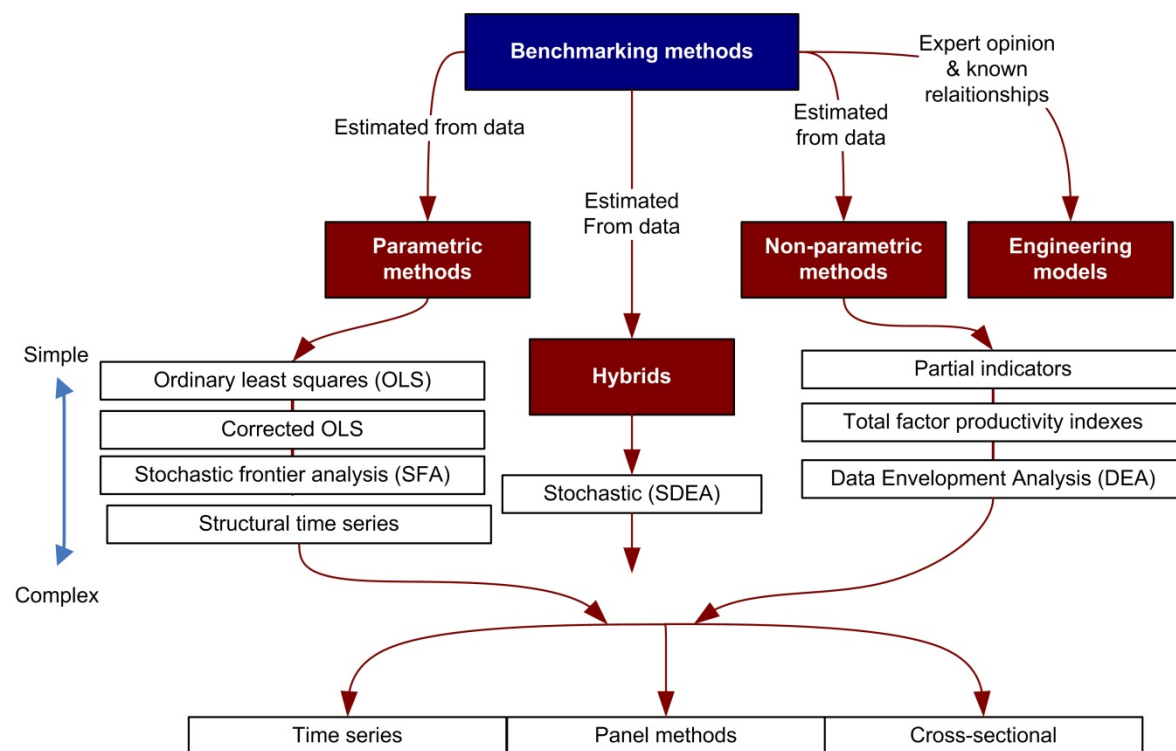 Benchmarking methods
Expert opinion
& known
relaitionships
Estimated from data
Estimated
from data
Estimated
From data
Parametric
methods
Non-parametric
methods
Engineering
models
Simple
Ordinary least squares (OLS)
Corrected OLS
Stochastic frontier analysis (SFA)
Structural time series
Complex
Hybrids
Stochastic (SDEA)
Partial indicators
Total factor productivity indexes
Data Envelopment Analysis (DEA)
Time series
Panel methods
Cross-sectional